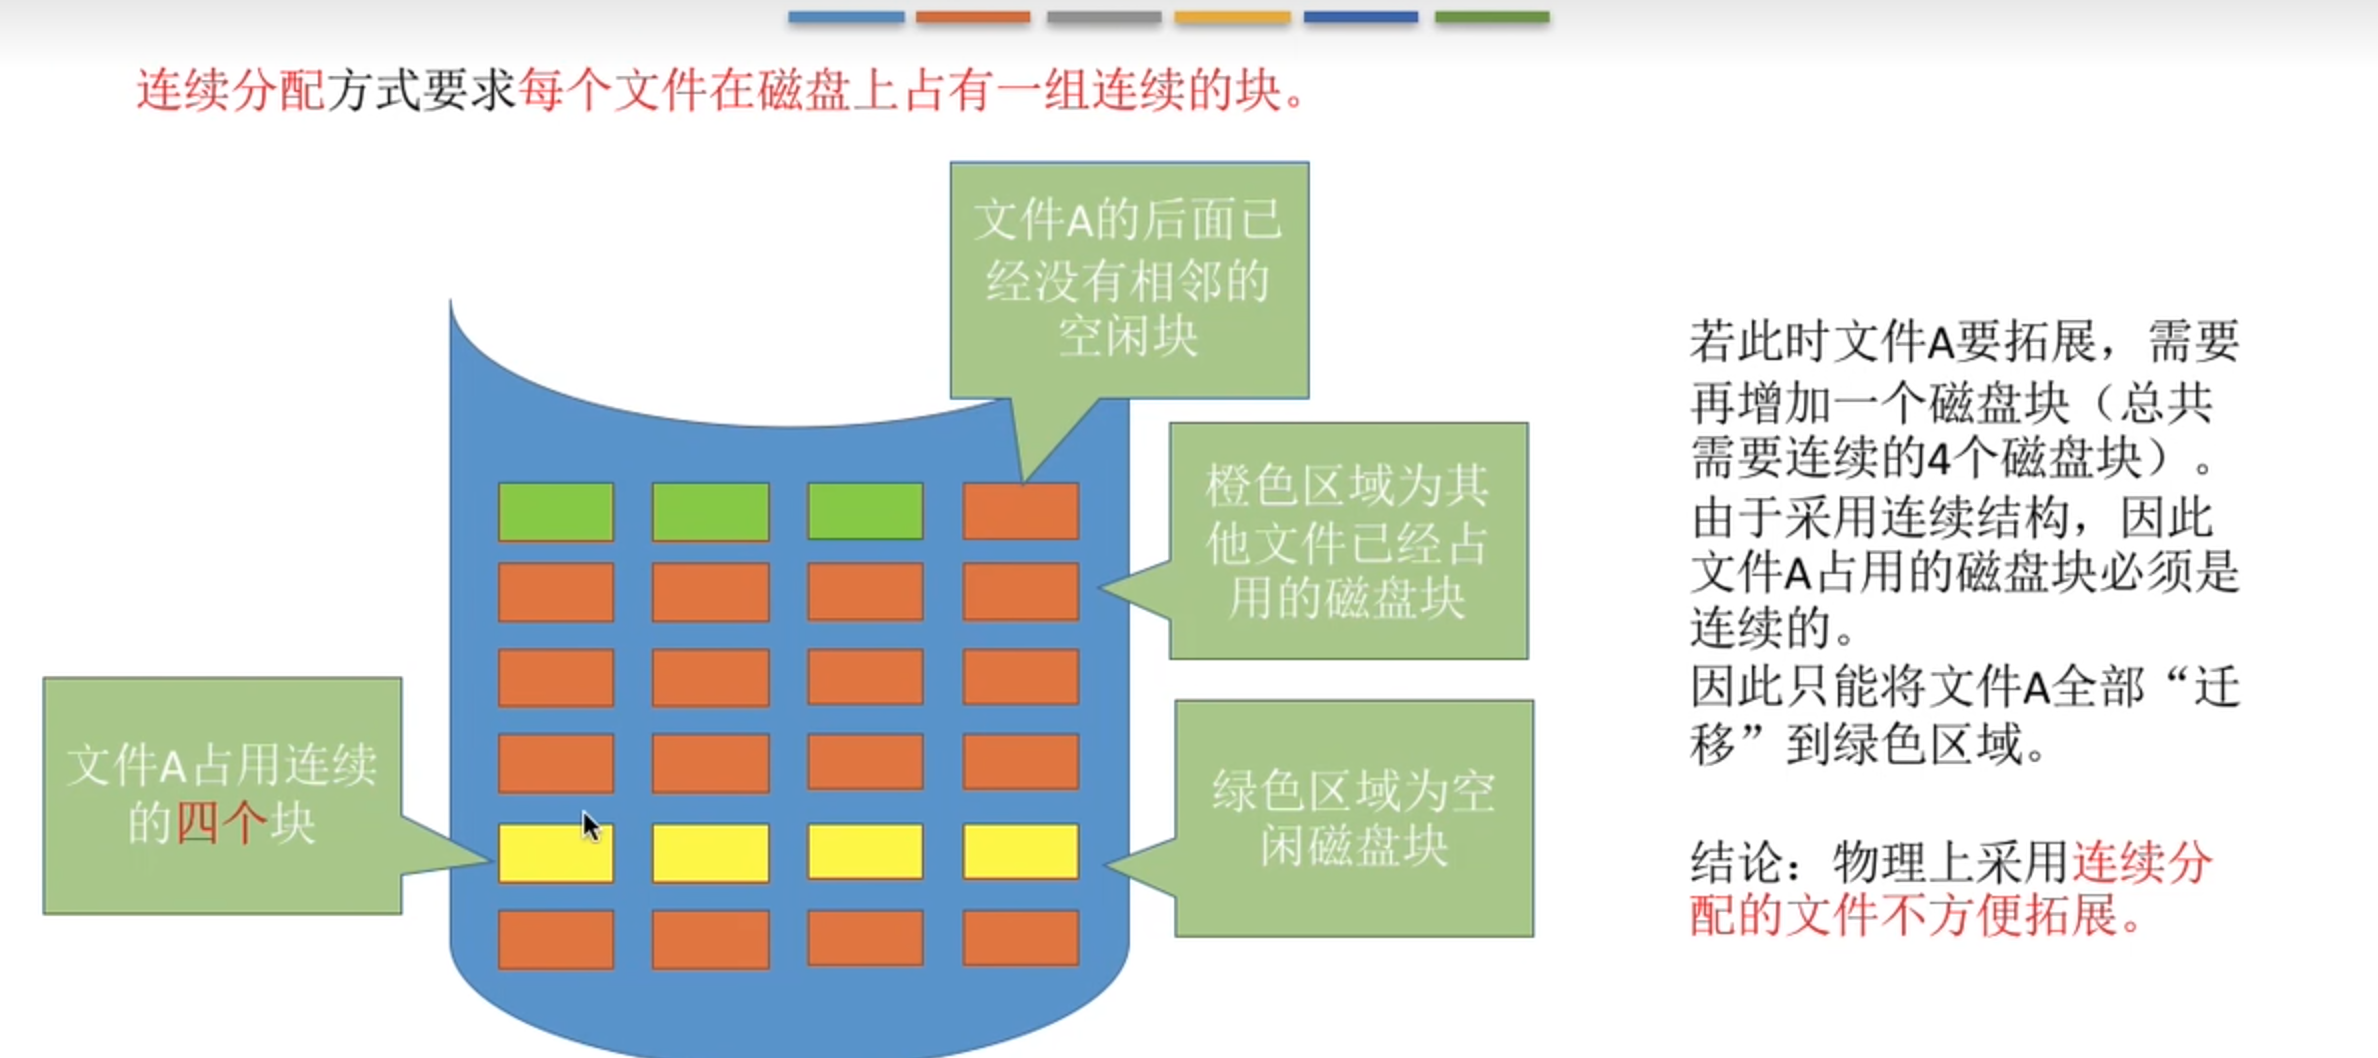 连续分配方式要求每个文件在磁盘上占有一组连续的块。
文件A的后面已
经没有相邻的
空闲块
橙色区域为其
他文件已经占
用的磁盘块
文件A占用连续
的四个块
绿色区域为空
闲磁盘块
若此时文件A要拓展，需要
再增加一个磁盘块（总共
需要连续的4个磁盘块）。
由于采用连续结构，因此
文件A占用的磁盘块必须是
连续的。
因此只能将文件A全部“迁
移”到绿色区域。
结论：物理上采用连续分
配的文件不方便拓展。